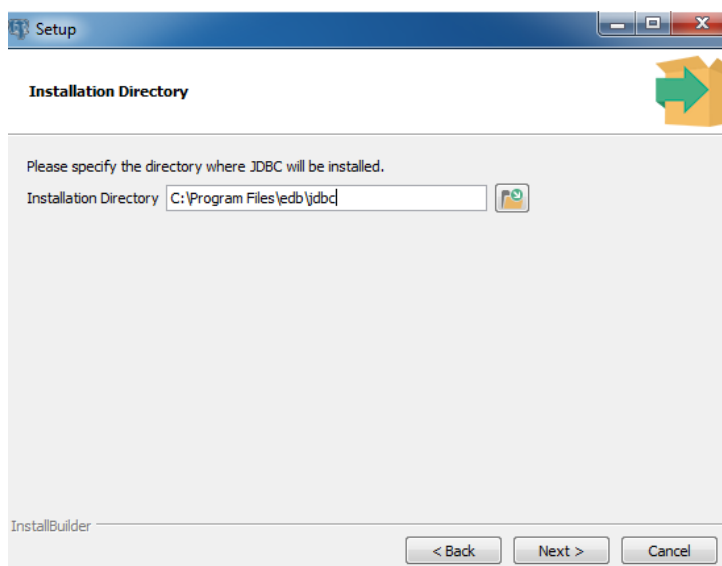 Setup
Installation Directory
Please specify the directory where JDBC will be installed.
Installation Directory C:\Program Files\edb\jdbc
InstallBuilder
< Back Next > Cancel